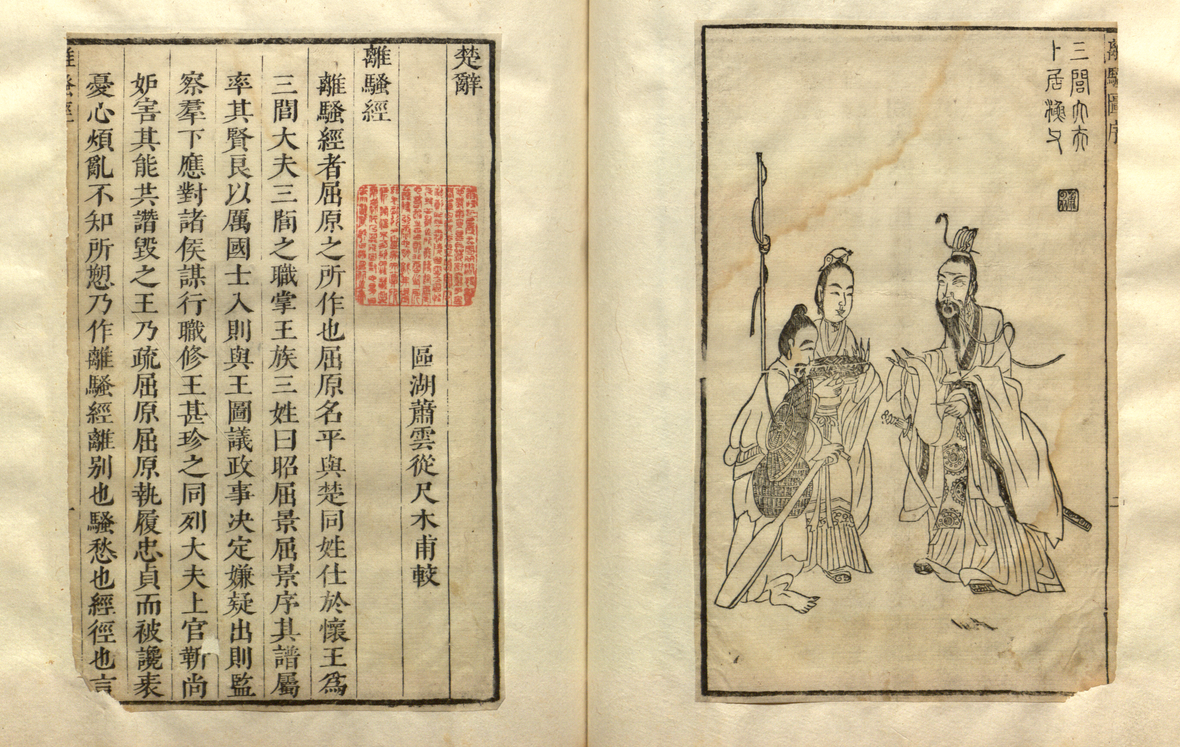 離騷圖序
二
三閭大夫
卜居漁父
楚辭
區湖蕭雲從尺木甫較
離騷經
離騷經者屈原之所作也屈原名平與楚同姓仕於懷王爲
三閭大夫三閭之職掌王族三姓曰昭屈景屈景序其譜屬
率其賢良以厲國士入則與王圖議政事决定嫌疑出則監
察羣下應對諸侯謀行職修王甚珍之同列大夫上官靳尚
妒害其能共譖毀之王乃疏屈原屈原執履忠貞而被讒衺
憂心煩亂不知所愬乃作離騷經離别也騷愁也經徑也言
離騷經